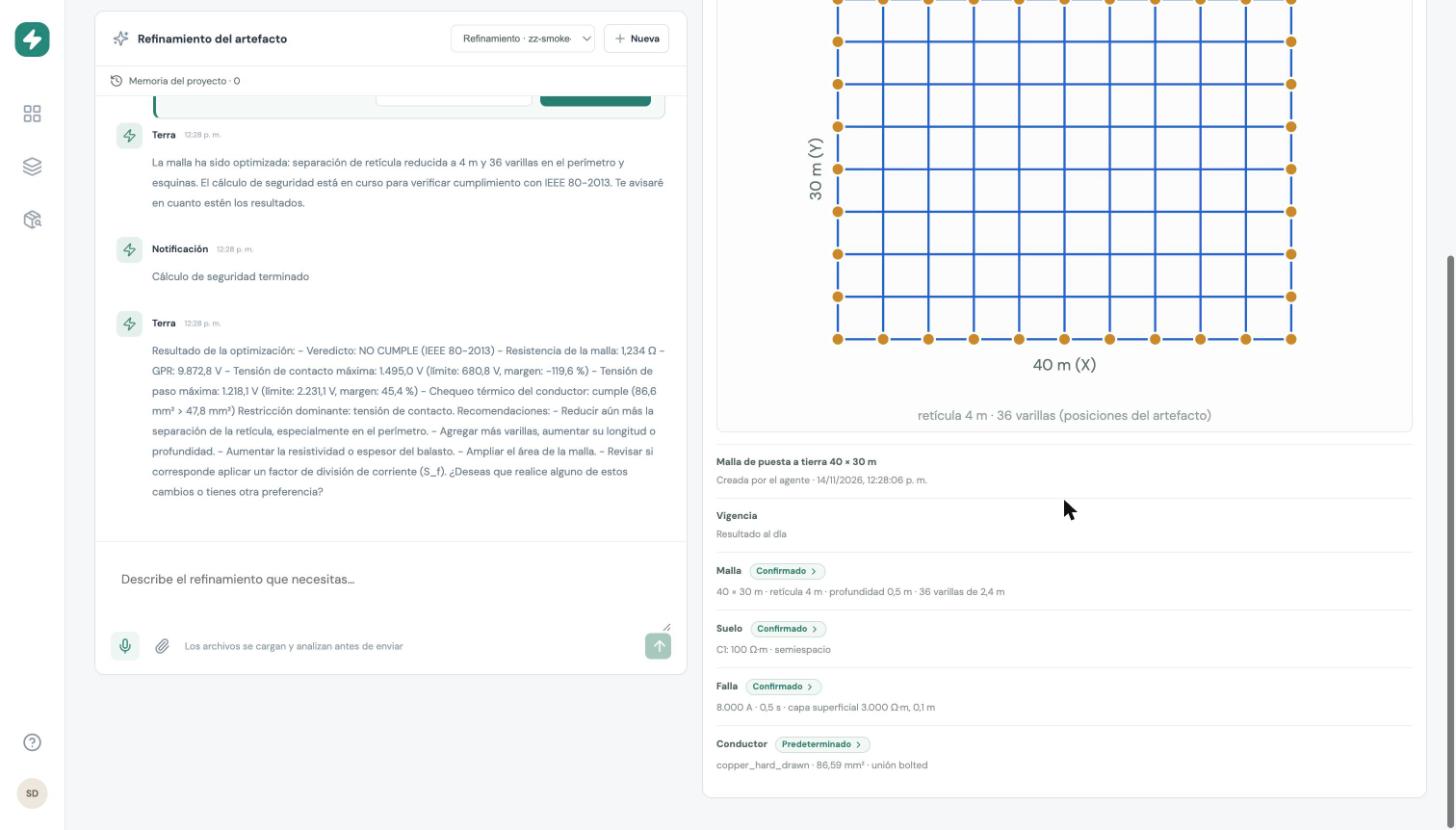 Refinamiento del artefacto
Refinamiento · zz-smoke-
Nueva
Memoria del proyecto · 0
Terra 12:28 p. m.
La malla ha sido optimizada: separación de retícula reducida a 4 m y 36 varillas en el perímetro y
esquinas. El cálculo de seguridad está en curso para verificar cumplimiento con IEEE 80-2013. Te avisaré
en cuanto estén los resultados.
Notificación 12:28 p. m.
Cálculo de seguridad terminado
Terra 12:28 p. m.
Resultado de la optimización: - Veredicto: NO CUMPLE (IEEE 80-2013) - Resistencia de la malla: 1,234 Ω -
GPR: 9.872,8 V - Tensión de contacto máxima: 1.495,0 V (límite: 680,8 V, margen: -119,6 %) - Tensión de
paso máxima: 1.218,1 V (límite: 2.231,1 V, margen: 45,4 %) - Chequeo térmico del conductor: cumple (86,6
mm² > 47,8 mm²) Restricción dominante: tensión de contacto. Recomendaciones: - Reducir aún más la
separación de la retícula, especialmente en el perímetro. - Agregar más varillas, aumentar su longitud o
profundidad. - Aumentar la resistividad o espesor del balasto. - Ampliar el área de la malla. - Revisar si
corresponde aplicar un factor de división de corriente (S_f). ¿Deseas que realice alguno de estos
cambios o tienes otra preferencia?
Describe el refinamiento que necesitas...
Los archivos se cargan y analizan antes de enviar
SD
30 m (Y)
40 m (X)
retícula 4 m · 36 varillas (posiciones del artefacto)
Malla de puesta a tierra 40 × 30 m
Creada por el agente · 14/11/2026, 12:28:06 p. m.
Vigencia
Resultado al día
Malla Confirmado
40 × 30 m · retícula 4 m · profundidad 0,5 m · 36 varillas de 2,4 m
Suelo Confirmado
C1: 100 Ω·m · semiespacio
Falla Confirmado
8.000 A · 0,5 s · capa superficial 3.000 Ω·m, 0,1 m
Conductor Predeterminado
copper_hard_drawn · 86,59 mm² · unión bolted